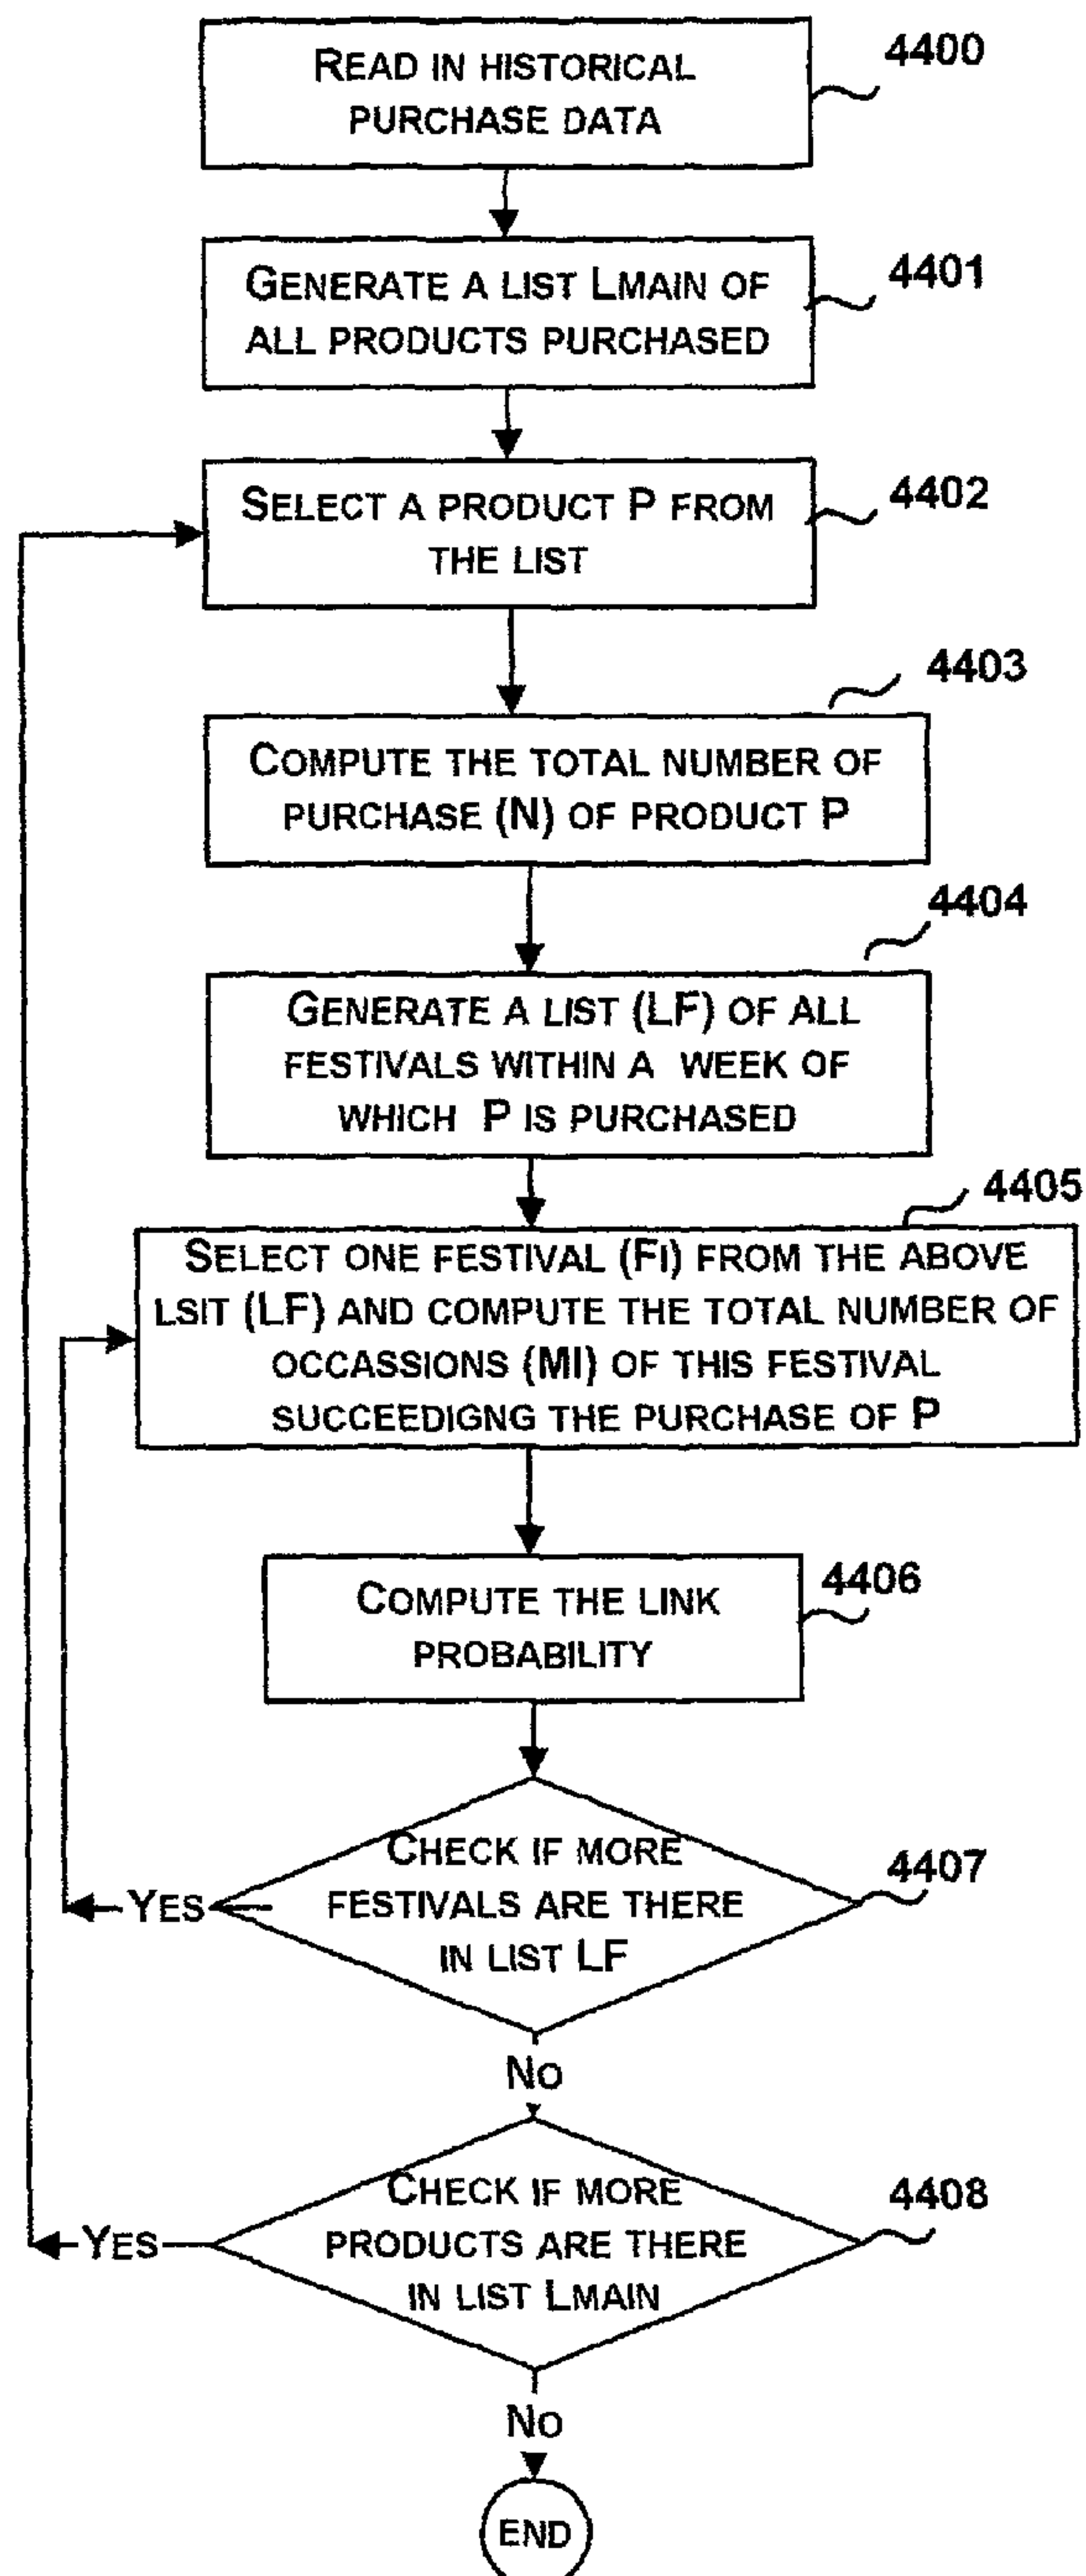 READ IN HISTORICAL
PURCHASE DATA
4400
GENERATE A LIST LMAIN OF
ALL PRODUCTS PURCHASED
4401
SELECT A PRODUCT P FROM
THE LIST
4402
4403
COMPUTE THE TOTAL NUMBER OF
PURCHASE (N) OF PRODUCT P
4404
GENERATE A LIST (LF) OF ALL
FESTIVALS WITHIN A WEEK OF
WHICH P IS PURCHASED
4405
SELECT ONE FESTIVAL (FI) FROM THE ABOVE
LSIT (LF) AND COMPUTE THE TOTAL NUMBER OF
OCCASSIONS (MI) OF THIS FESTIVAL
SUCCEEDIGNG THE PURCHASE OF P
COMPUTE THE LINK
PROBABILITY
4406
CHECK IF MORE
FESTIVALS ARE THERE
IN LIST LF
4407
YES
NO
CHECK IF MORE
PRODUCTS ARE THERE
IN LIST LMAIN
4408
YES
NO
END